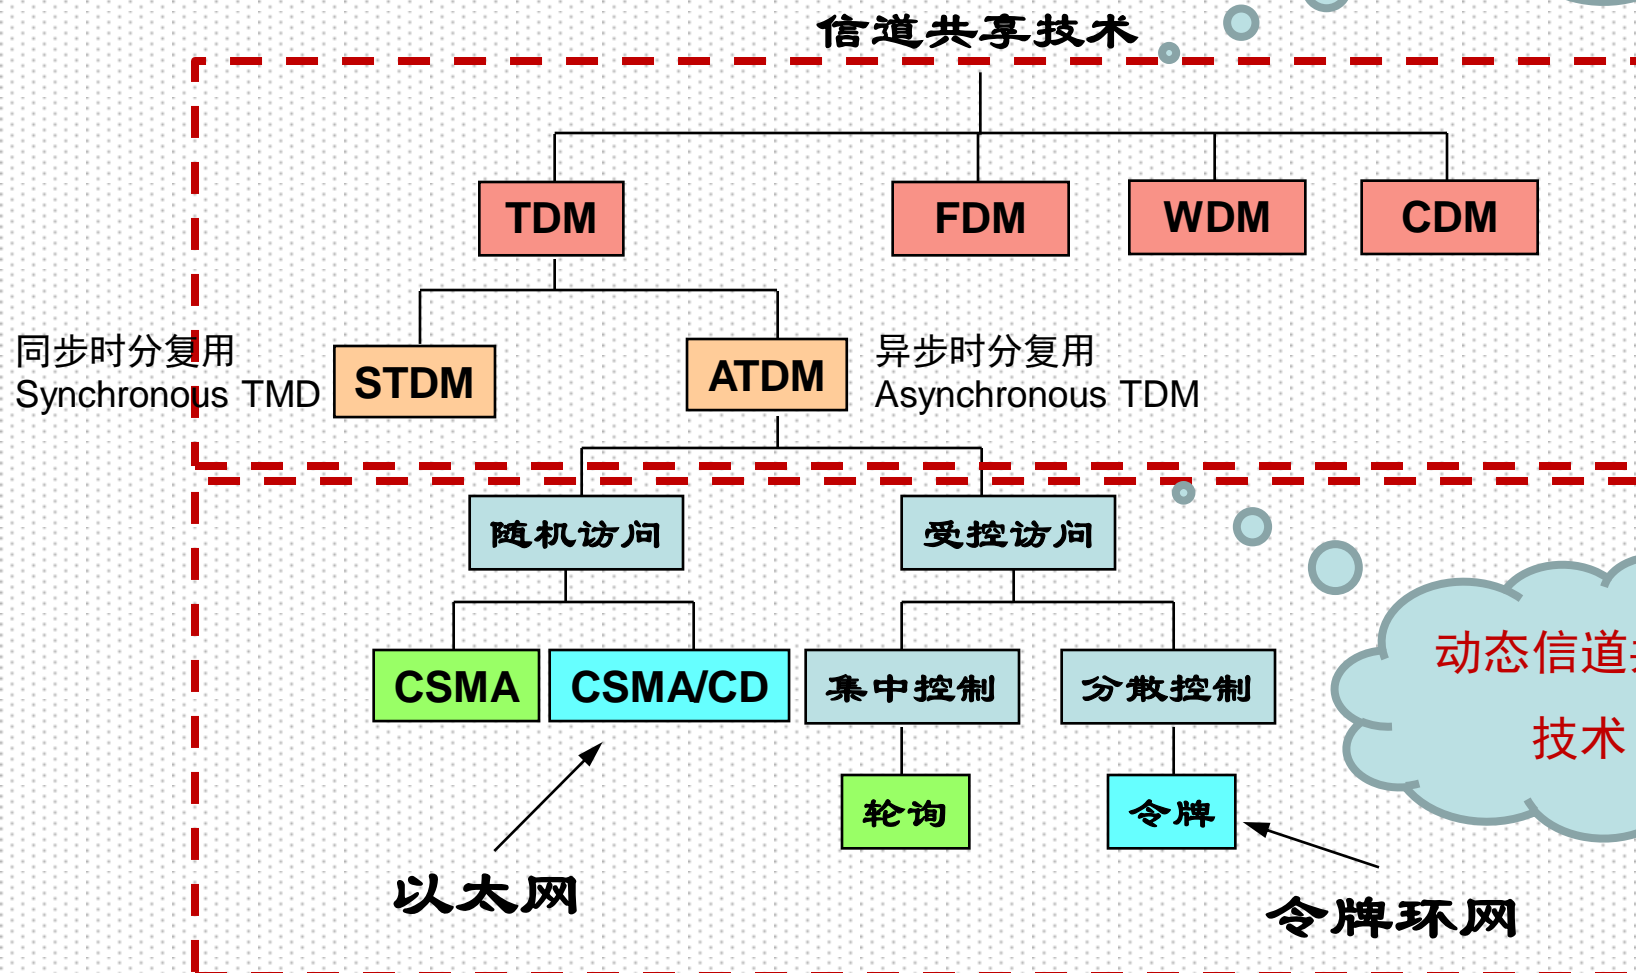 信道共享技术
TDM
FDM
WDM
CDM
同步时分复用
Synchronous TMD
STDM
ATDM
异步时分复用
Asynchronous TDM
随机访问
受控访问
CSMA
CSMA/CD
集中控制
分散控制
动态信道
技术
轮询
令牌
以太网
令牌环网